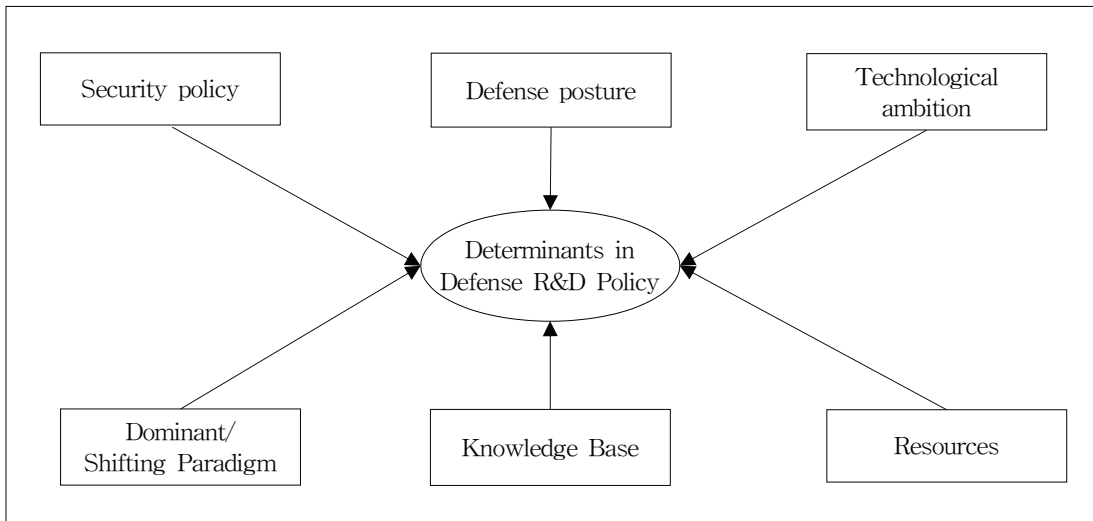 Security policy
Defense posture
Technological
ambition
Determinants in
Defense R&D Policy
Dominant/
Shifting Paradigm
Knowledge Base
Resources